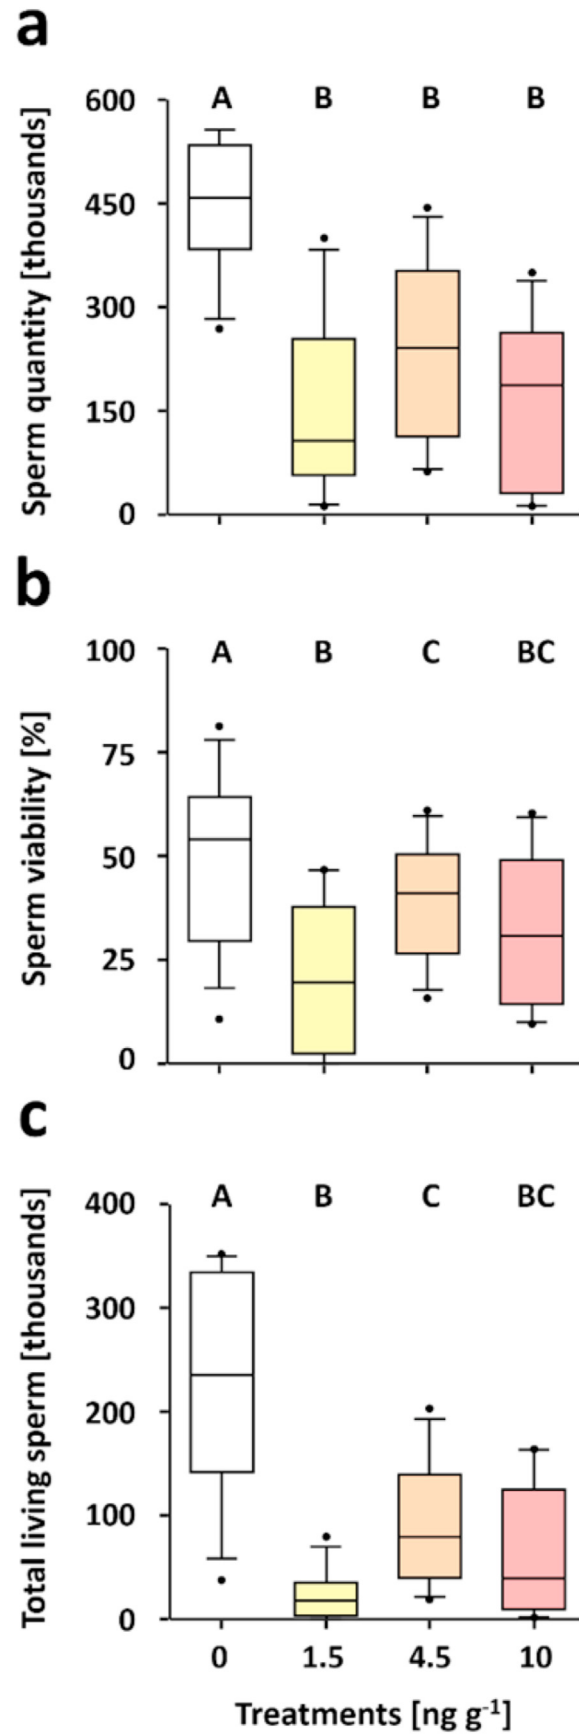 a
Sperm quantity [thousands]
600
450
300
150
0
A B B B
b
Sperm viability [%]
100
75
50
25
0
A B C BC
c
Total living sperm [thousands]
400
300
200
100
0
A B C BC
0 1.5 4.5 10
Treatments [ng g⁻¹]